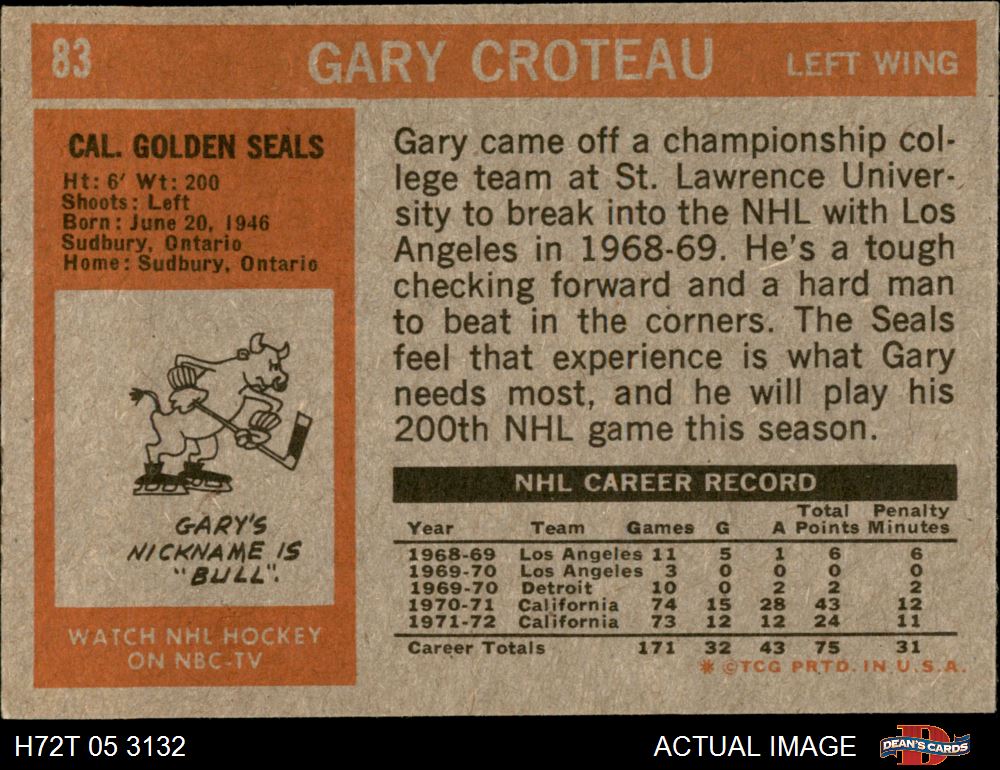 83 GARY CROTEAU LEFT WING
CAL. GOLDEN SEALS
Ht: 6′ Wt: 200
Shoots: Left
Born: June 20, 1946
Sudbury, Ontario
Home: Sudbury, Ontario
GARY'S
NICKNAME IS
"BULL".
WATCH NHL HOCKEY
ON NBC-TV
Gary came off a championship col-
lege team at St. Lawrence Univer-
sity to break into the NHL with Los
Angeles in 1968-69. He's a tough
checking forward and a hard man
to beat in the corners. The Seals
feel that experience is what Gary
needs most, and he will play his
200th NHL game this season.
NHL CAREER RECORD
Year Team Games G A Total Points Penalty Minutes
1968-69 Los Angeles 11 5 1 6 6
1969-70 Los Angeles 3 0 0 0 0
1969-70 Detroit 10 0 2 2 2
1970-71 California 74 15 28 43 12
1971-72 California 73 12 12 24 11
Career Totals 171 32 43 75 31
* ©TCG PRTD. IN U.S.A.
H72T 05 3132 ACTUAL IMAGE D DEAN'S CARDS